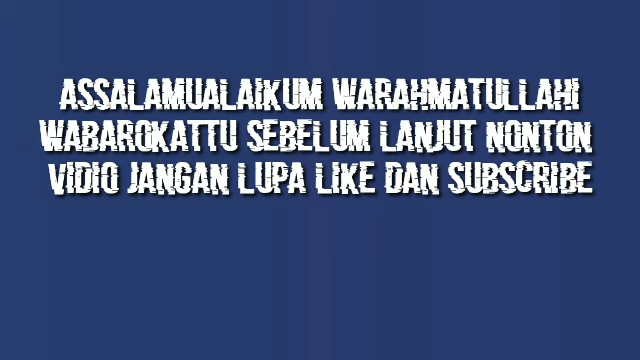 ASSALAMUALAIKUM WARAHMATULLAHI
WABAROKATTU SEBELUM LANJUT NONTON
VIDIO JANGAN LUPA LIKE DAN SUBSCRIBE